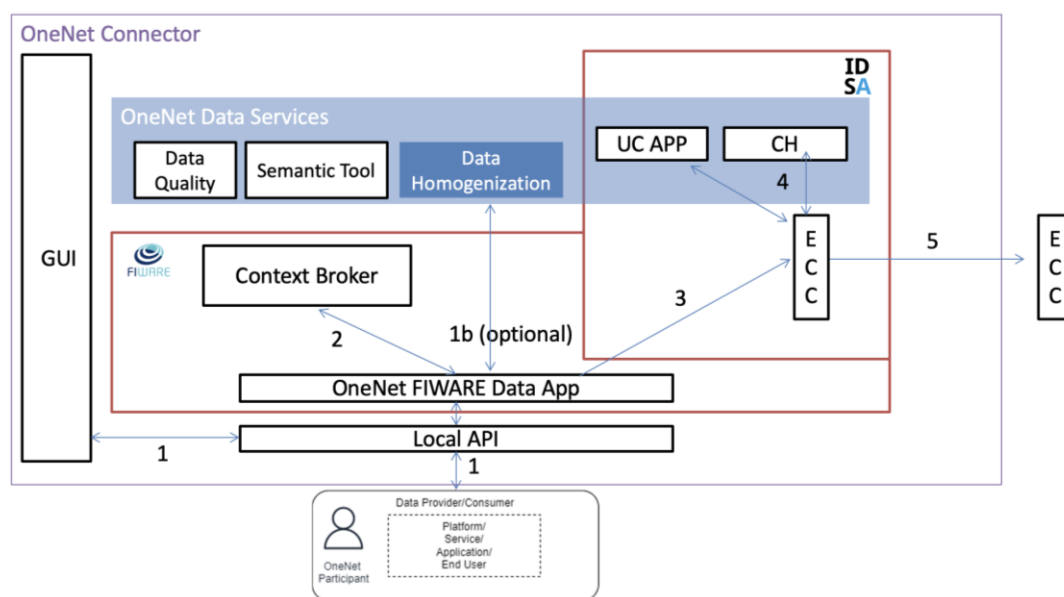 OneNet Connector
ID
SA
OneNet Data Services
Data
Quality
Semantic Tool
Data
Homogenization
UC APP
CH
4
GUI
FIWARE
Context Broker
E
C
C
5
E
C
C
3
2
1b (optional)
OneNet FIWARE Data App
Local API
1
1
Data Provider/Consumer
Platform/
Service/
Application/
End User
OneNet
Participant